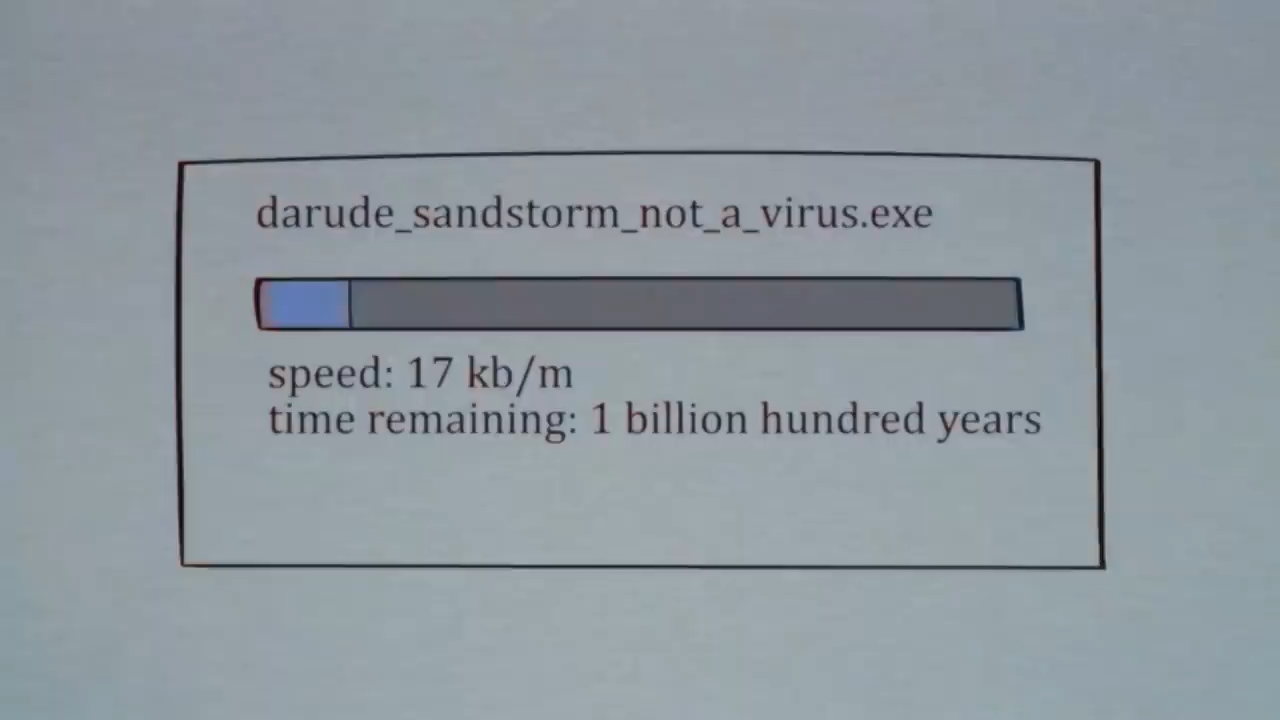 darude_sandstorm_not_a_virus.exe
speed: 17 kb/m
time remaining: 1 billion hundred years